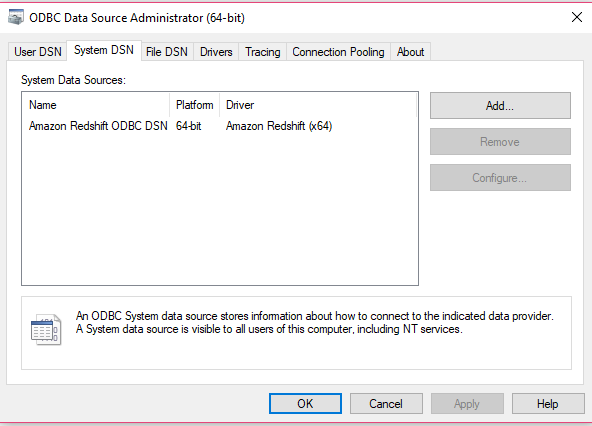 ODBC Data Source Administrator (64-bit)
User DSN System DSN File DSN Drivers Tracing Connection Pooling About
System Data Sources:
Name Platform Driver
Amazon Redshift ODBC DSN 64-bit Amazon Redshift (x64)
Add...
Remove
Configure...
An ODBC System data source stores information about how to connect to the indicated data provider.
A System data source is visible to all users of this computer, including NT services.
OK Cancel Apply Help